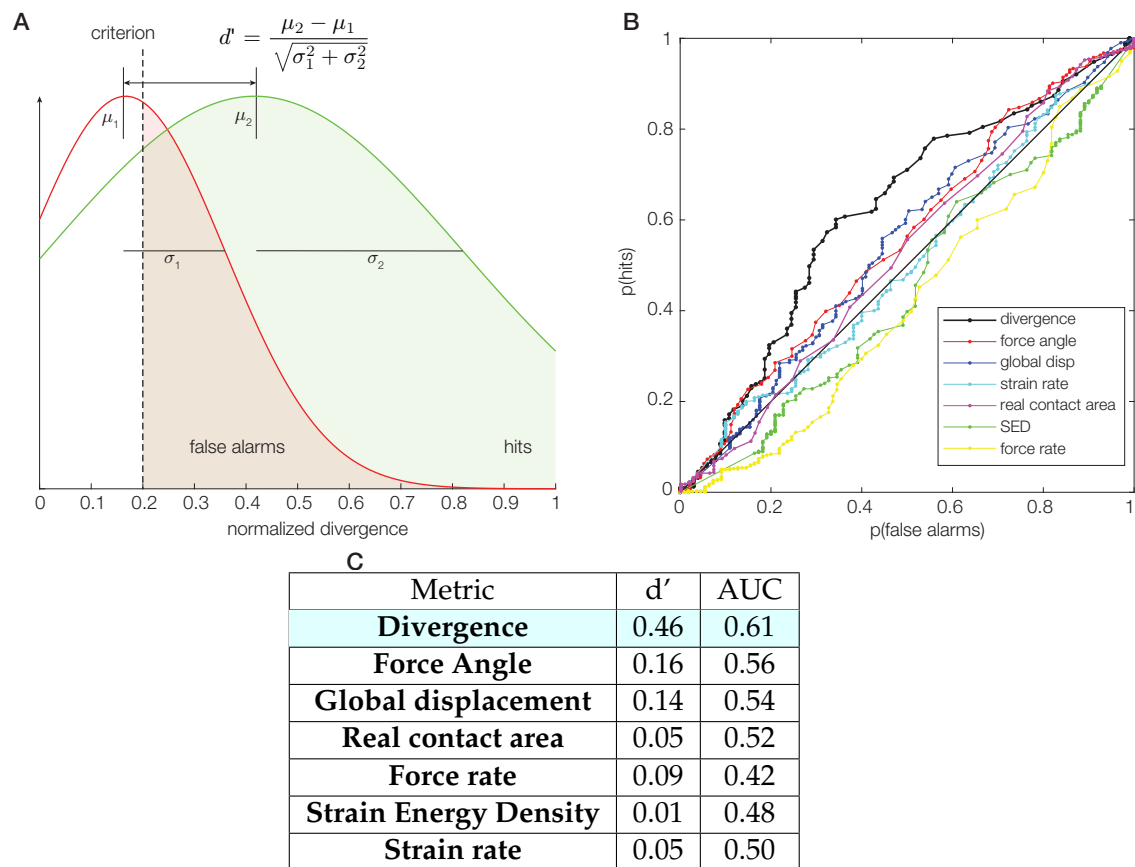 A
criterion
d' = \frac{μ₂ − μ₁}{\sqrt{σ₁² + σ₂²}}
μ₁
μ₂
σ₁
σ₂
false alarms
hits
0 0.1 0.2 0.3 0.4 0.5 0.6 0.7 0.8 0.9 1
normalized divergence
B
1
0.8
0.6
0.4
0.2
0
p(hits)
divergence
force angle
global disp
strain rate
real contact area
SED
force rate
0 0.2 0.4 0.6 0.8 1
p(false alarms)
C
Metric d′ AUC
Divergence 0.46 0.61
Force Angle 0.16 0.56
Global displacement 0.14 0.54
Real contact area 0.05 0.52
Force rate 0.09 0.42
Strain Energy Density 0.01 0.48
Strain rate 0.05 0.50